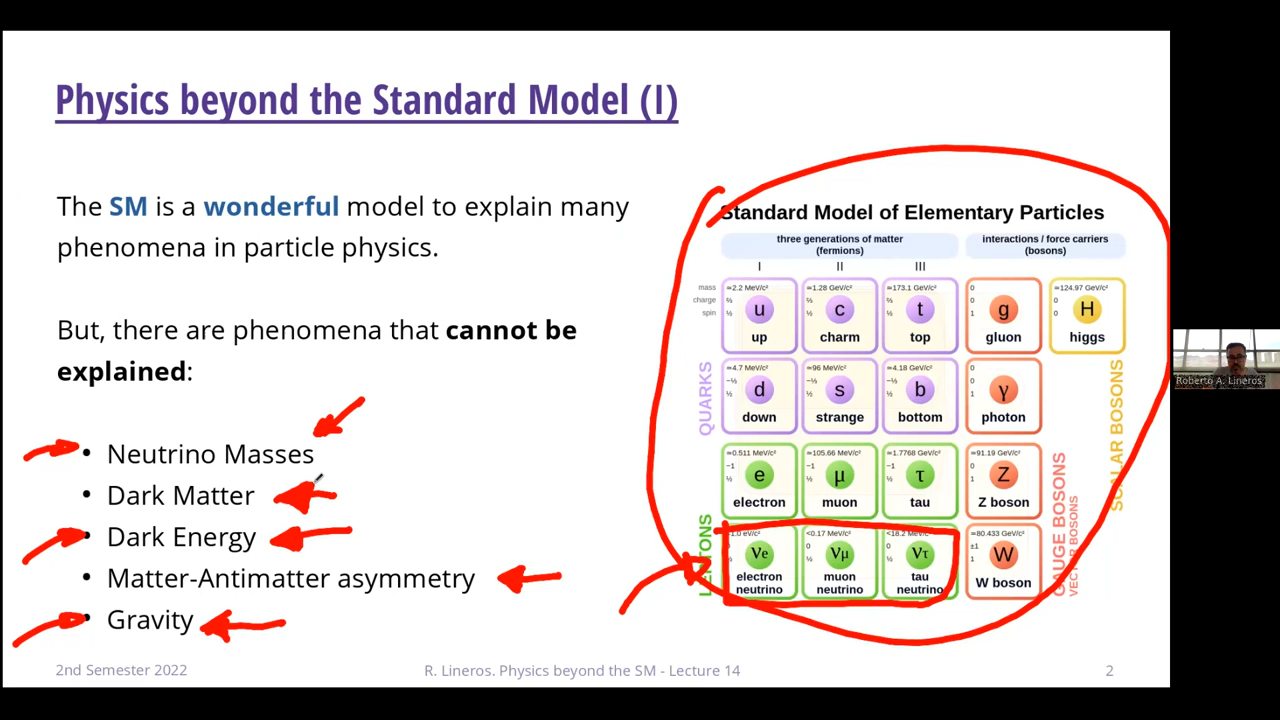 Physics beyond the Standard Model (I)
The SM is a wonderful model to explain many
phenomena in particle physics.
But, there are phenomena that cannot be
explained:
• Neutrino Masses
• Dark Matter
• Dark Energy
• Matter-Antimatter asymmetry
• Gravity
Standard Model of Elementary Particles
three generations of matter
(fermions)
interactions / force carriers
(bosons)
I II III
mass
charge
spin
≃2.2 MeV/c²
⅔
½
u
up
≃1.28 GeV/c²
⅔
½
c
charm
≃173.1 GeV/c²
⅔
½
t
top
0
0
1
g
gluon
≃124.97 GeV/c²
0
0
H
higgs
QUARKS
≃4.7 MeV/c²
−⅓
½
d
down
≃96 MeV/c²
−⅓
½
s
strange
≃4.18 GeV/c²
−⅓
½
b
bottom
0
0
1
γ
photon
SCALAR BOSONS
≃0.511 MeV/c²
−1
½
e
electron
≃105.66 MeV/c²
−1
½
μ
muon
≃1.7768 GeV/c²
−1
½
τ
tau
≃91.19 GeV/c²
0
1
Z
Z boson
GAUGE BOSONS
VECTOR BOSONS
1.0 eV/c²
0
½
νe
electron
neutrino
<0.17 MeV/c²
0
½
νμ
muon
neutrino
<18.2 MeV/c²
0
½
ντ
tau
neutrino
≃80.433 GeV/c²
±1
1
W
W boson
Roberto A. Lineros
2nd Semester 2022
R. Lineros. Physics beyond the SM - Lecture 14
2